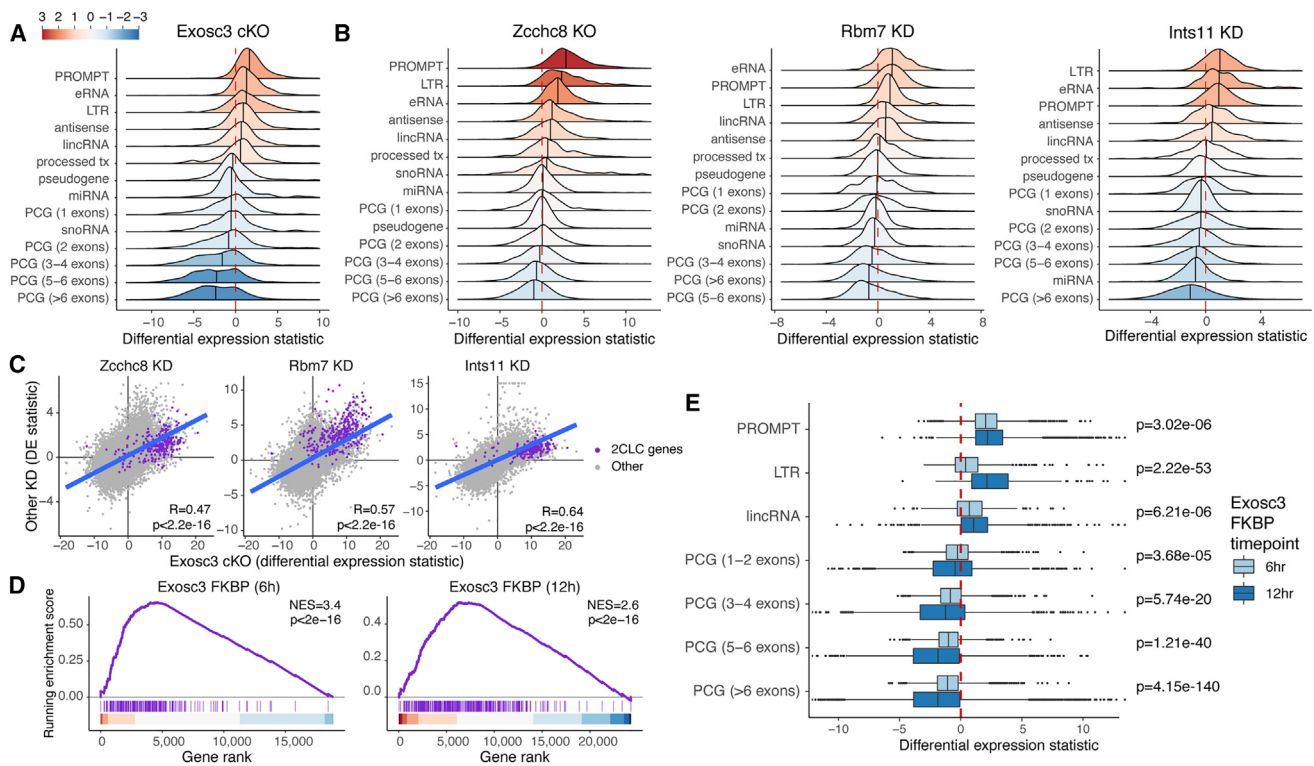 A
3 2 1 0 -1 -2 -3
Exosc3 cKO
PROMPT
eRNA
LTR
antisense
lincRNA
processed tx
pseudogene
miRNA
PCG (1 exons)
snoRNA
PCG (2 exons)
PCG (3–4 exons)
PCG (5–6 exons)
PCG (>6 exons)
−10 −5 0 5 10
Differential expression statistic
B
Zcchc8 KO
PROMPT
LTR
eRNA
antisense
lincRNA
processed tx
snoRNA
miRNA
PCG (1 exons)
pseudogene
PCG (2 exons)
PCG (3–4 exons)
PCG (5–6 exons)
PCG (>6 exons)
−10 −5 0 5 10
Differential expression statistic
Rbm7 KD
eRNA
PROMPT
LTR
lincRNA
antisense
processed tx
pseudogene
PCG (1 exons)
PCG (2 exons)
miRNA
snoRNA
PCG (3–4 exons)
PCG (>6 exons)
PCG (5–6 exons)
−8 −4 0 4 8
Differential expression statistic
Ints11 KD
LTR
eRNA
PROMPT
antisense
lincRNA
processed tx
pseudogene
PCG (1 exons)
snoRNA
PCG (2 exons)
PCG (3–4 exons)
PCG (5–6 exons)
miRNA
PCG (>6 exons)
−4 0 4
Differential expression statistic
C
Other KD (DE statistic)
Zcchc8 KD
4
0
−4
R=0.47
p<2.2e-16
−20 −10 0 10 20
Rbm7 KD
10
5
0
−5
−10
R=0.57
p<2.2e-16
−20 −10 0 10 20
Ints11 KD
15
10
5
0
−5
−10
R=0.64
p<2.2e-16
−20 −10 0 10 20
2CLC genes
Other
Exosc3 cKO (differential expression statistic)
D
Running enrichment score
Exosc3 FKBP (6h)
NES=3.4
p<2e−16
0.50
0.25
0.00
0 5,000 10,000 15,000
Gene rank
Exosc3 FKBP (12h)
NES=2.6
p<2e−16
0.4
0.2
0.0
0 5,000 10,000 15,000 20,000
Gene rank
E
PROMPT
p=3.02e-06
LTR
p=2.22e-53
lincRNA
p=6.21e-06
PCG (1−2 exons)
p=3.68e-05
PCG (3−4 exons)
p=5.74e-20
PCG (5−6 exons)
p=1.21e-40
PCG (>6 exons)
p=4.15e-140
−10 −5 0 5 10
Differential expression statistic
Exosc3
FKBP
timepoint
6hr
12hr